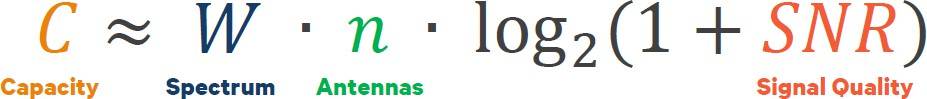 C ≈ W · n · log₂(1 + SNR)
Capacity Spectrum Antennas Signal Quality